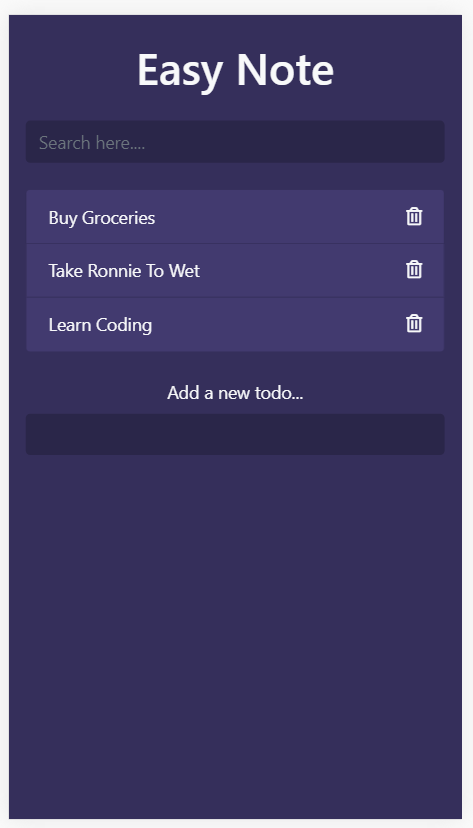 Easy Note
Search here....
Buy Groceries
Take Ronnie To Wet
Learn Coding
Add a new todo...